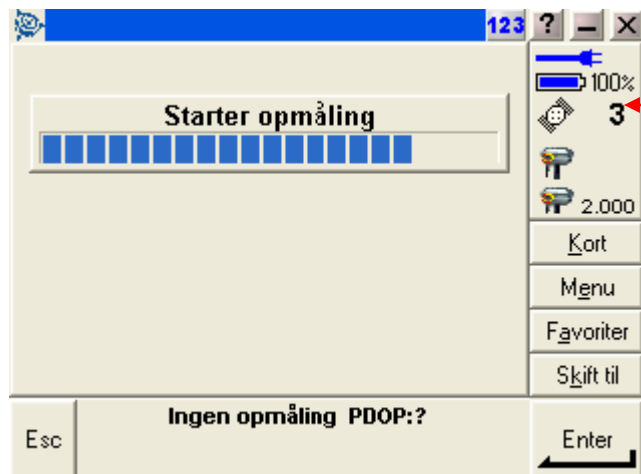 123 ?
100%
Starter opmåling
3
2.000
Kort
Menu
Favoriter
Skift til
Ingen opmåling PDOP:?
Esc
Enter